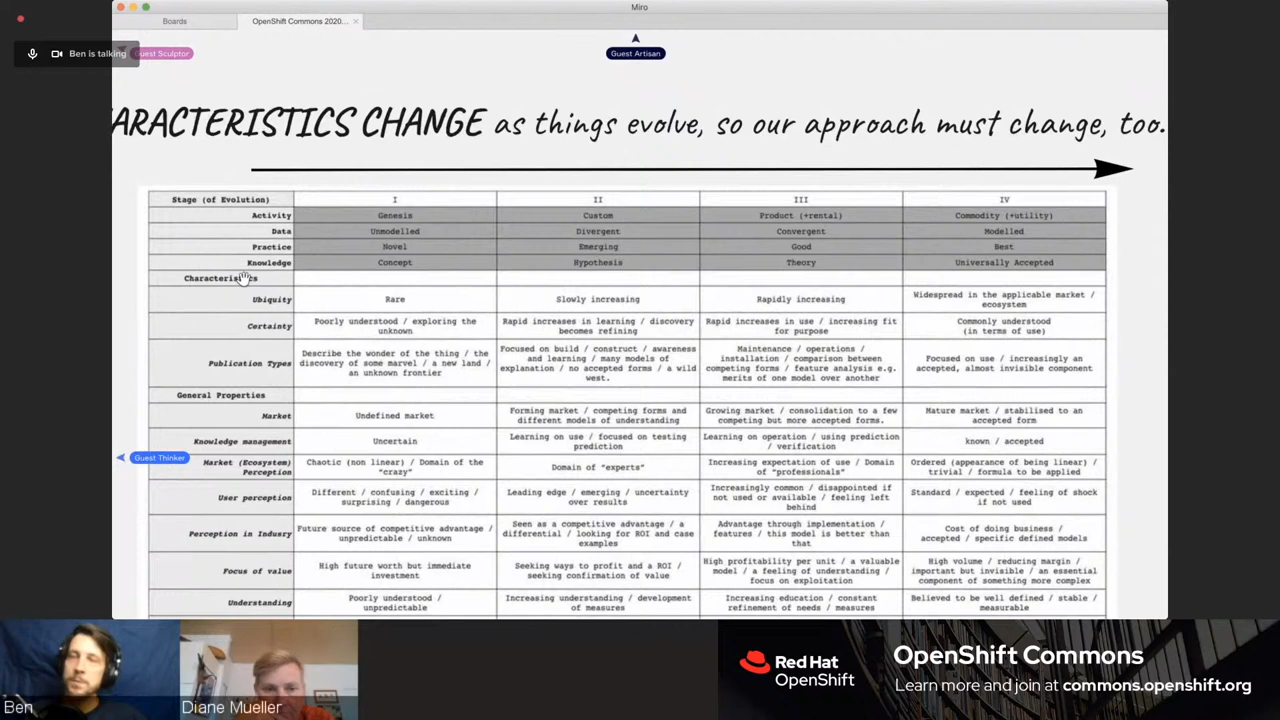 Miro
Boards
OpenShift Commons 2020...
Ben is talking
Guest Sculptor
Guest Artisan
ARACTERISTICS CHANGE as things evolve, so our approach must change, too.
Stage (of Evolution) I II III IV
Activity Genesis Custom Product (+rental) Commodity (+utility)
Data Unmodelled Divergent Convergent Modelled
Practice Novel Emerging Good Best
Knowledge Concept Hypothesis Theory Universally Accepted
Characteristics
Ubiquity Rare Slowly increasing Rapidly increasing Widespread in the applicable market /
ecosystem
Certainty Poorly understood / exploring the Rapid increases in learning / discovery Rapid increases in use / increasing fit Commonly understood
unknown becomes refining for purpose (in terms of use)
Publication Types Describe the wonder of the thing / the Focused on build / construct / awareness Maintenance / operations / Focused on use / increasingly an
discovery of some marvel / a new land / and learning / many models of installation / comparison between accepted, almost invisible component
an unknown frontier explanation / no accepted forms / a wild competing forms / feature analysis e.g.
west. merits of one model over another
General Properties
Market Undefined market Forming market / competing forms and Growing market / consolidation to a few Mature market / stabilised to an
different models of understanding competing but more accepted forms. accepted form
Knowledge management Uncertain Learning on use / focused on testing Learning on operation / using prediction known / accepted
prediction / verification
Guest Thinker
Market (Ecosystem) Chaotic (non linear) / Domain of the Domain of "experts" Increasing expectation of use / Domain Ordered (appearance of being linear) /
Perception "crazy" of "professionals" trivial / formula to be applied
User perception Different / confusing / exciting / Leading edge / emerging / uncertainty Increasingly common / disappointed if Standard / expected / feeling of shock
surprising / dangerous over results not used or available / feeling left if not used
behind
Perception in Indusry Future source of competitive advantage / Seen as a competitive advantage / a Advantage through implementation / Cost of doing business /
unpredictable / unknown differential / looking for ROI and case features / this model is better than accepted / specific defined models
examples that
Focus of value High future worth but immediate Seeking ways to profit and a ROI / High profitability per unit / a valuable High volume / reducing margin /
investment seeking confirmation of value model / a feeling of understanding / important but invisible / an essential
focus on exploitation component of something more complex
Understanding Poorly understood / Increasing understanding / development Increasing education / constant Believed to be well defined / stable /
unpredictable of measures refinement of needs / measures measurable
Ben
Diane Mueller
Red Hat
OpenShift
OpenShift Commons
Learn more and join at commons.openshift.org